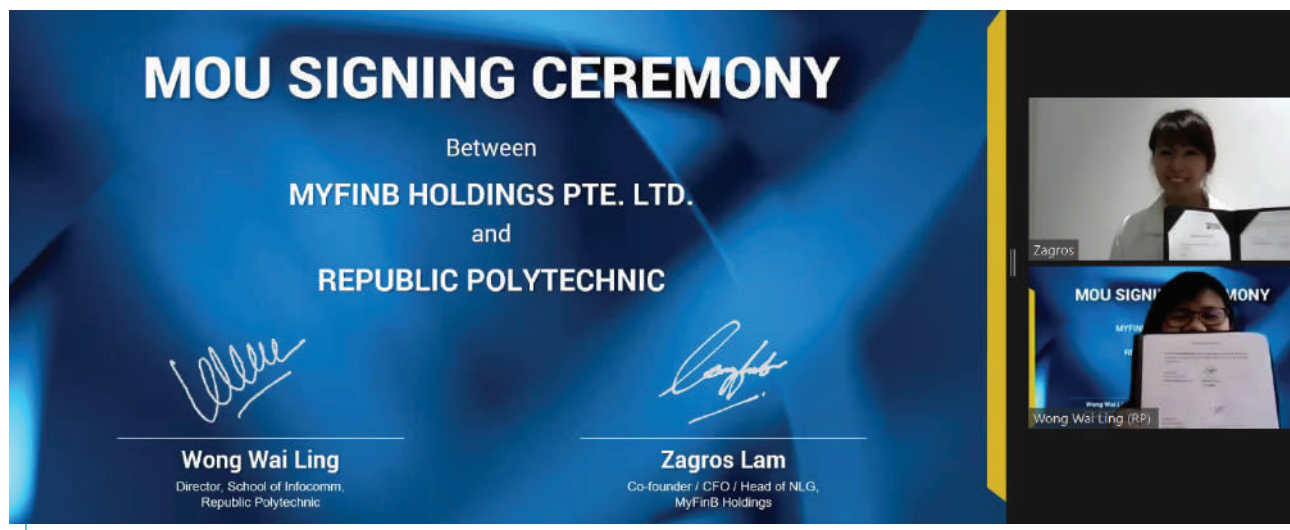 MOU SIGNING CEREMONY
Between
MYFINB HOLDINGS PTE. LTD.
and
REPUBLIC POLYTECHNIC
Wong Wai Ling
Director, School of Infocomm,
Republic Polytechnic
Zagros Lam
Co-founder / CFO / Head of NLG,
MyFinB Holdings
Zagros
MOU SIGN
MONY
Wong Wai Ling (RP)